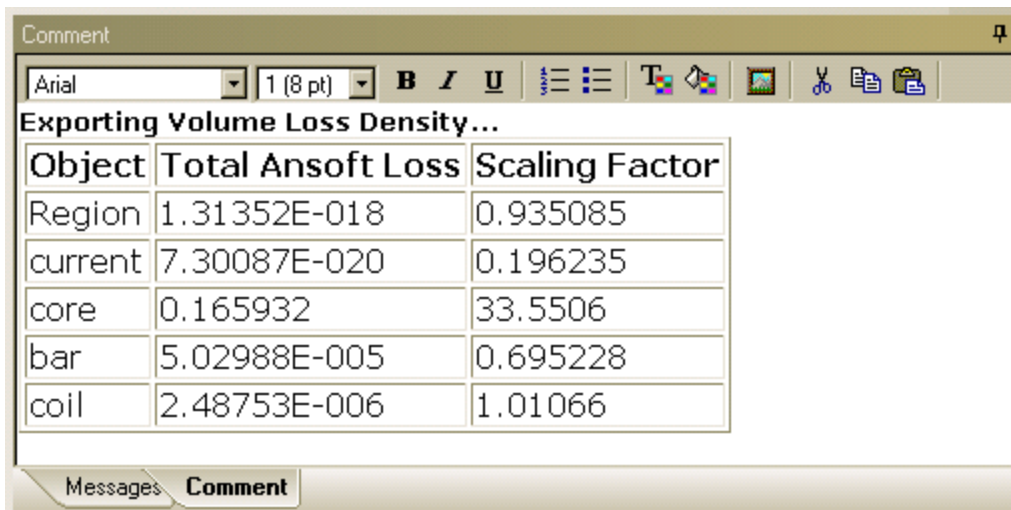 Comment
Arial 1 (8 pt) B I U
Exporting Volume Loss Density...
Object Total Ansoft Loss Scaling Factor
Region 1.31352E-018 0.935085
current 7.30087E-020 0.196235
core 0.165932 33.5506
bar 5.02988E-005 0.695228
coil 2.48753E-006 1.01066
Messages Comment